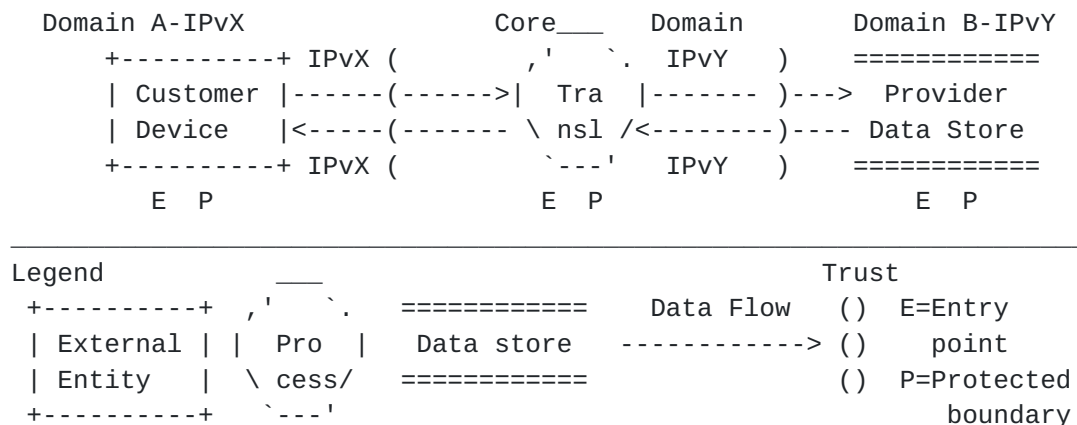 Domain A-IPvX Core___ Domain Domain B-IPvY
+----------+ IPvX ( ,' `. IPvY ) ============
| Customer |------(------>| Tra |------- )---> Provider
| Device |<-----(------- \ nsl /<--------)---- Data Store
+----------+ IPvX ( `---' IPvY ) ============
E P E P E P
_____________________________________________________________________
Legend ___ Trust
+----------+ ,' `. ============ Data Flow () E=Entry
| External | | Pro | Data store ------------> () point
| Entity | \ cess/ ============ () P=Protected
+----------+ `---' boundary